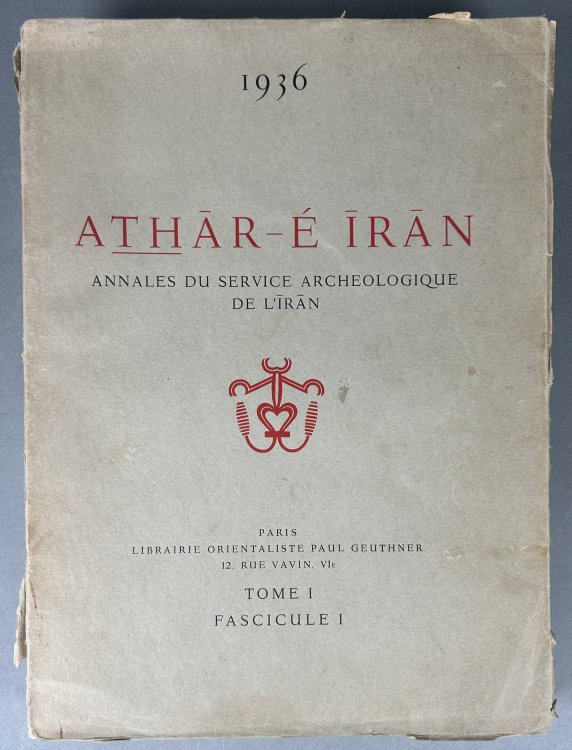 1936
ATHĀR-É ĪRĀN
ANNALES DU SERVICE ARCHEOLOGIQUE
DE L'ĪRĀN
PARIS
LIBRAIRIE ORIENTALISTE PAUL GEUTHNER
12, RUE VAVIN, VIE
TOME I
FASCICULE I